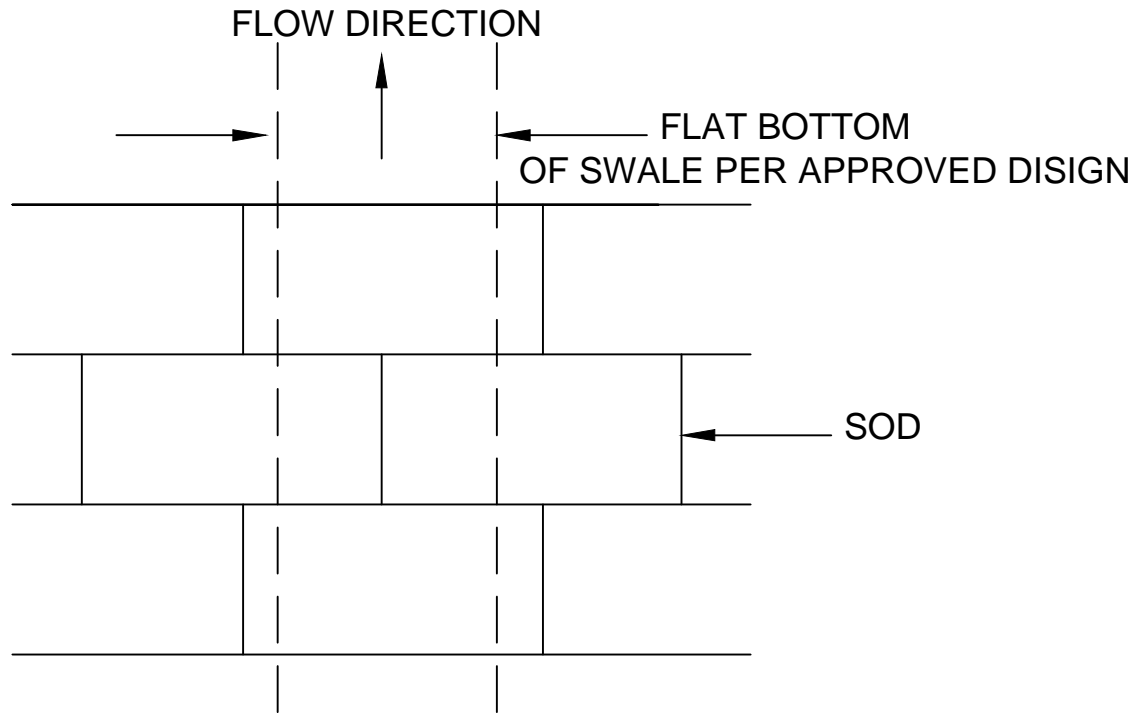 FLOW DIRECTION
FLAT BOTTOM
OF SWALE PER APPROVED DISIGN
SOD